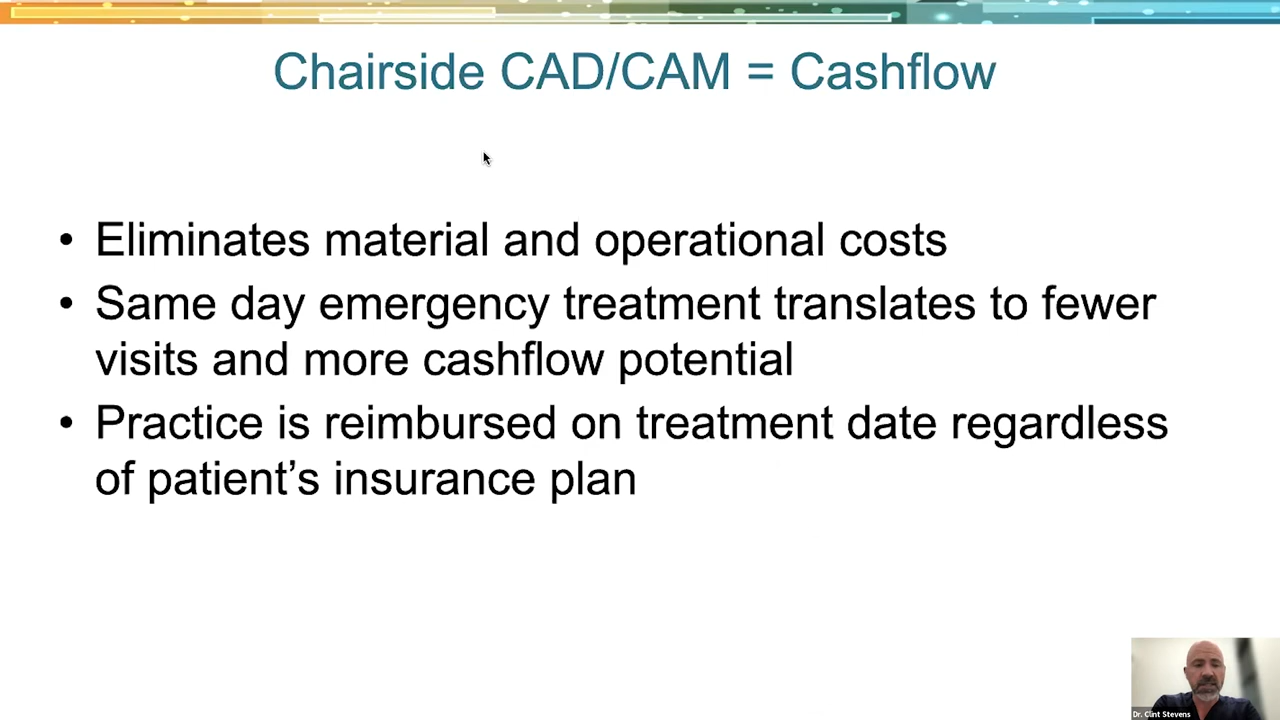 Chairside CAD/CAM = Cashflow
• Eliminates material and operational costs
• Same day emergency treatment translates to fewer
visits and more cashflow potential
• Practice is reimbursed on treatment date regardless
of patient’s insurance plan
Dr. Clint Stevens